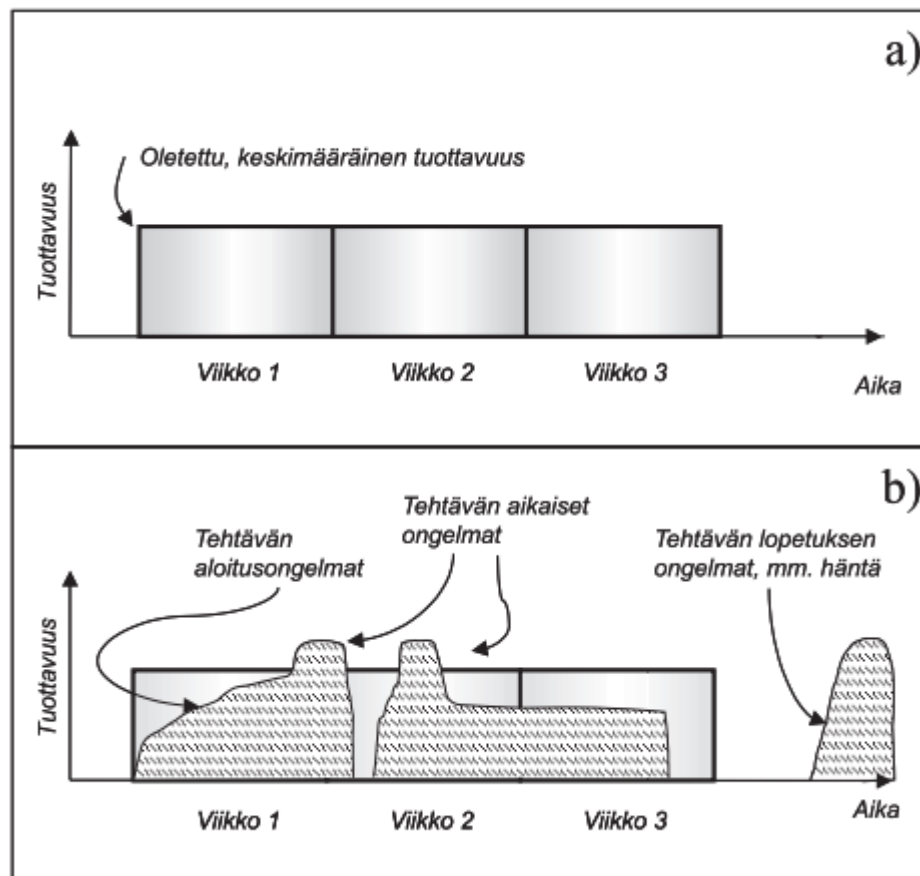 a)
Oletettu, keskimääräinen tuottavuus
Tuottavuus
Viikko 1
Viikko 2
Viikko 3
Aika
b)
Tehtävän
aloitusongelmat
Tehtävän aikaiset
ongelmat
Tehtävän lopetuksen
ongelmat, mm. häntä
Tuottavuus
Viikko 1
Viikko 2
Viikko 3
Aika